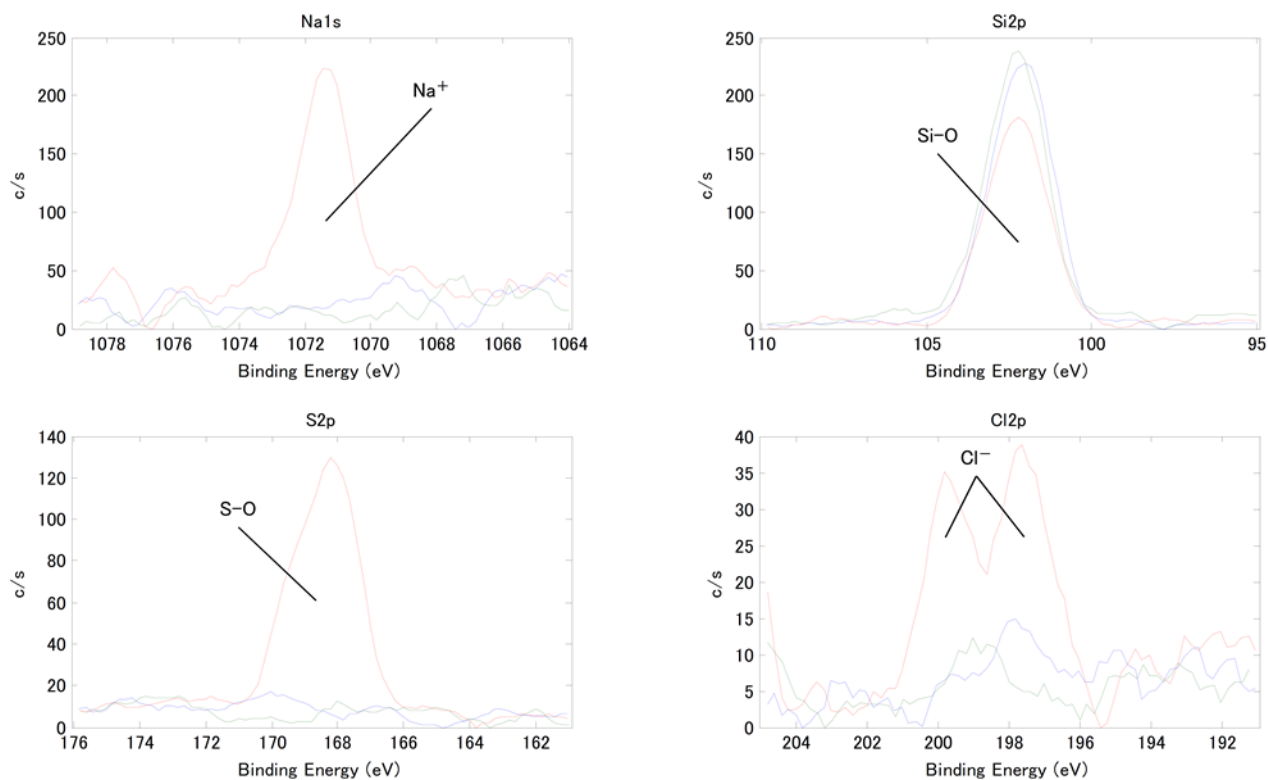 Na1s
250
200
150
100
50
0
c/s
Na⁺
1078 1076 1074 1072 1070 1068 1066 1064
Binding Energy (eV)
Si2p
250
200
150
100
50
0
c/s
Si-O
110 105 100 95
Binding Energy (eV)
S2p
140
120
100
80
60
40
20
0
c/s
S-O
176 174 172 170 168 166 164 162
Binding Energy (eV)
Cl2p
40
35
30
25
20
15
10
5
0
c/s
Cl⁻
204 202 200 198 196 194 192
Binding Energy (eV)